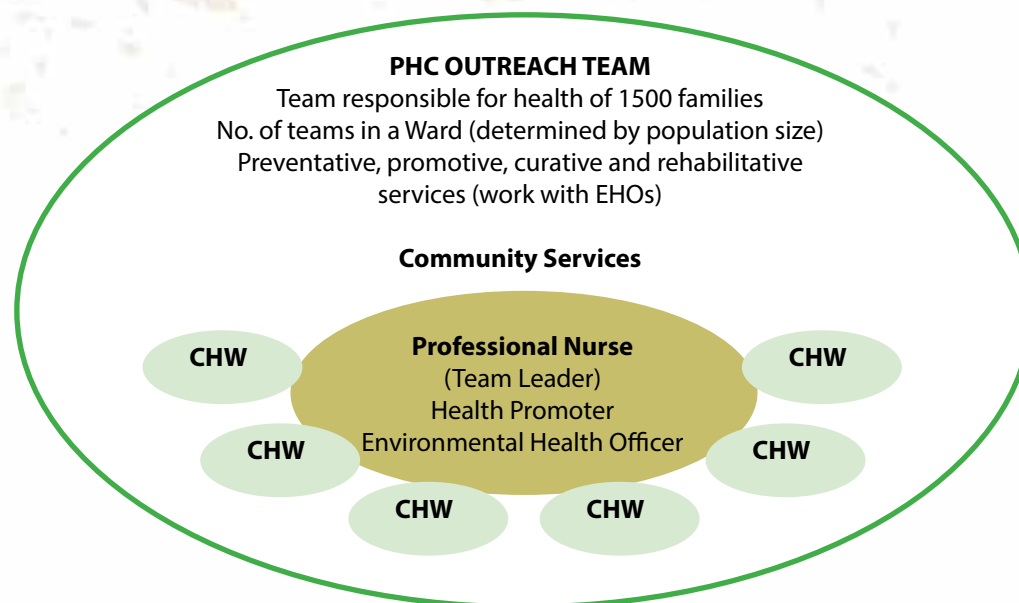 PHC OUTREACH TEAM
Team responsible for health of 1500 families
No. of teams in a Ward (determined by population size)
Preventative, promotive, curative and rehabilitative
services (work with EHOs)
Community Services
Professional Nurse
(Team Leader)
Health Promoter
Environmental Health Officer
CHW
CHW
CHW
CHW
CHW
CHW